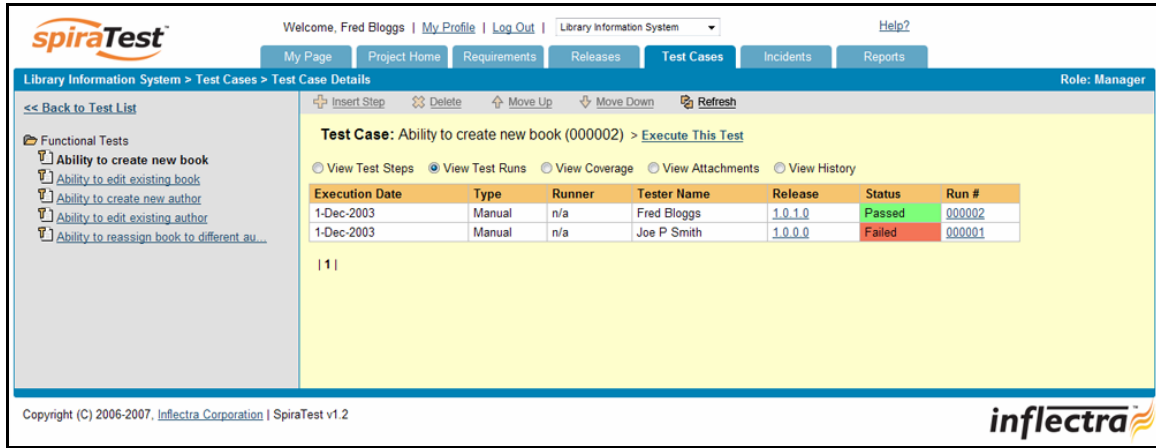 spiraTest™
Welcome, Fred Bloggs | My Profile | Log Out | Library Information System
Help?
My Page Project Home Requirements Releases Test Cases Incidents Reports
Library Information System > Test Cases > Test Case Details Role: Manager
<< Back to Test List
Insert Step Delete Move Up Move Down Refresh
Functional Tests
Ability to create new book
Ability to edit existing book
Ability to create new author
Ability to edit existing author
Ability to reassign book to different au...
Test Case: Ability to create new book (000002) > Execute This Test
View Test Steps View Test Runs View Coverage View Attachments View History
Execution Date Type Runner Tester Name Release Status Run #
1-Dec-2003 Manual n/a Fred Bloggs 1.0.1.0 Passed 000002
1-Dec-2003 Manual n/a Joe P Smith 1.0.0.0 Failed 000001
| 1 |
Copyright (C) 2006-2007, Inflectra Corporation | SpiraTest v1.2
inflectra™